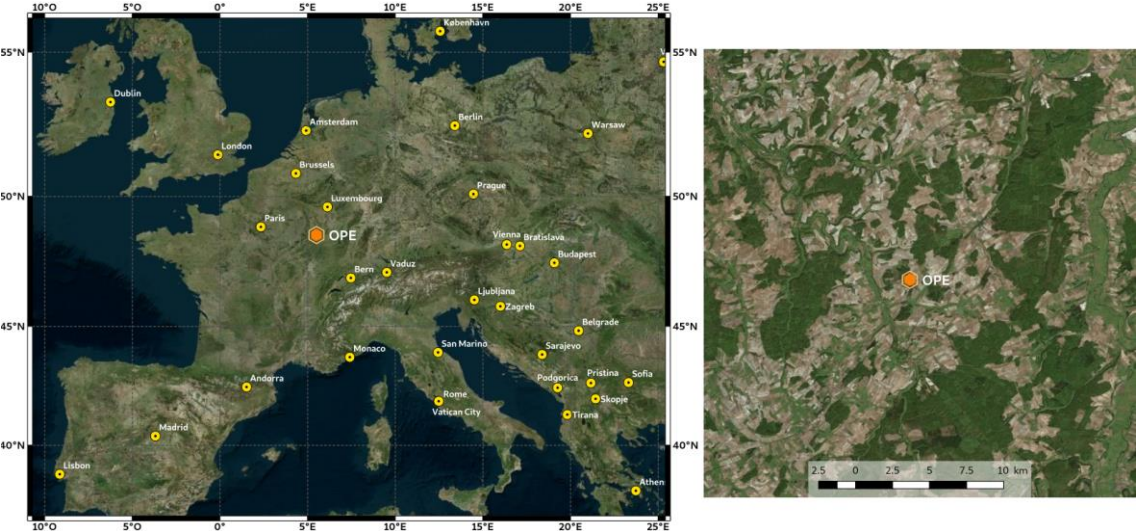 10°W 5°W 0° 5°E 10°E 15°E 20°E 25°E
København
55°N 55°N
Dublin
Amsterdam
Berlin
Warsaw
London
Brussels
50°N 50°N
Prague
Luxembourg
Paris
OPE
Vienna Bratislava
Budapest
Bern Vaduz
Ljubljana
Zagreb
45°N 45°N
Belgrade
Monaco San Marino Sarajevo
Andorra
Podgorica Pristina Sofia
Rome
Vatican City
Skopje
Tirana
Madrid
40°N 40°N
Lisbon
Athen
10°W 5°W 0° 5°E 10°E 15°E 20°E 25°E
OPE
2.5 0 2.5 5 7.5 10 km